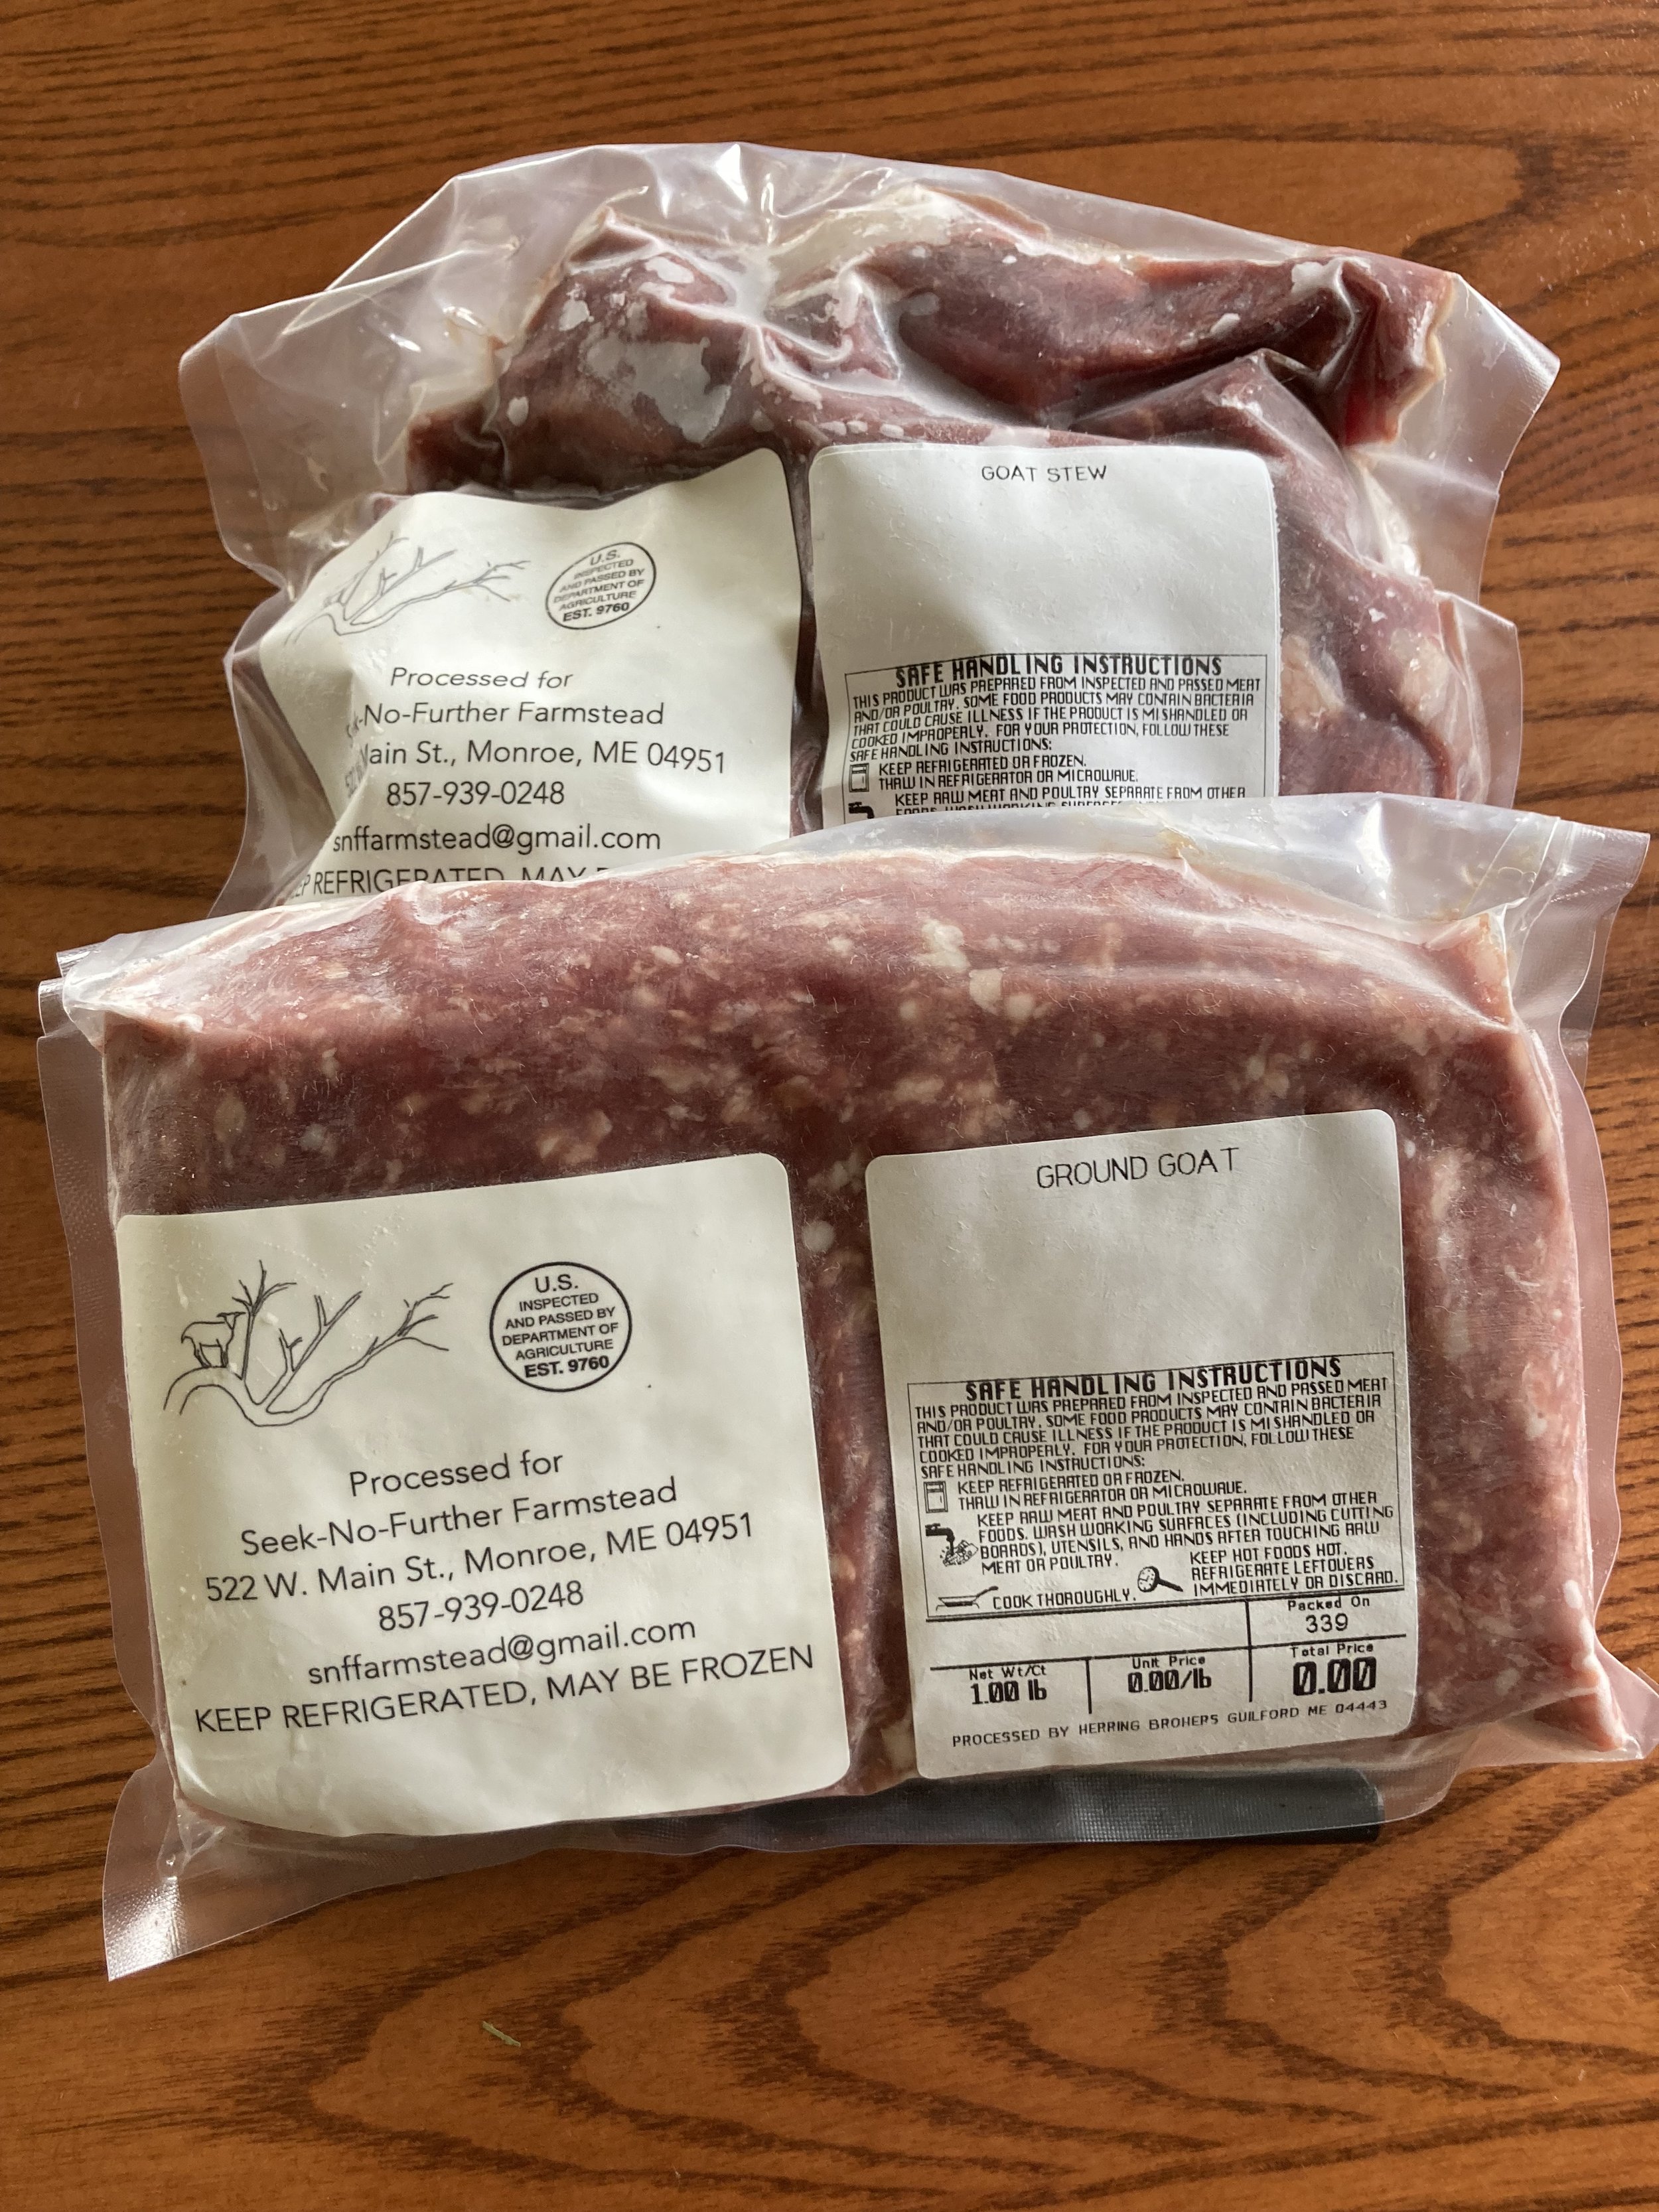 GOAT STEW
U.S.
INSPECTED
AND PASSED BY
DEPARTMENT OF
AGRICULTURE
EST. 9760
Processed for
-No-Further Farmstead
Main St., Monroe, ME 04951
857-939-0248
snffarmstead@gmail.com
REFRIGERATED, MAY
SAFE HANDLING INSTRUCTIONS
THIS PRODUCT WAS PREPARED FROM INSPECTED AND PASSED MEAT
AND/OR POULTRY. SOME FOOD PRODUCTS MAY CONTAIN BACTERIA
THAT COULD CAUSE ILLNESS IF THE PRODUCT IS MISHANDLED OR
COOKED IMPROPERLY. FOR YOUR PROTECTION, FOLLOW THESE
SAFE HANDLING INSTRUCTIONS:
KEEP REFRIGERATED OR FROZEN.
THAW IN REFRIGERATOR OR MICROWAVE.
KEEP RAW MEAT AND POULTRY SEPARATE FROM OTHER
FOODS. WASH WORKING SURFACES
U.S.
INSPECTED
AND PASSED BY
DEPARTMENT OF
AGRICULTURE
EST. 9760
Processed for
Seek-No-Further Farmstead
522 W. Main St., Monroe, ME 04951
857-939-0248
snffarmstead@gmail.com
KEEP REFRIGERATED, MAY BE FROZEN
GROUND GOAT
SAFE HANDLING INSTRUCTIONS
THIS PRODUCT WAS PREPARED FROM INSPECTED AND PASSED MEAT
AND/OR POULTRY. SOME FOOD PRODUCTS MAY CONTAIN BACTERIA
THAT COULD CAUSE ILLNESS IF THE PRODUCT IS MISHANDLED OR
COOKED IMPROPERLY. FOR YOUR PROTECTION, FOLLOW THESE
SAFE HANDLING INSTRUCTIONS:
KEEP REFRIGERATED OR FROZEN.
THAW IN REFRIGERATOR OR MICROWAVE.
KEEP RAW MEAT AND POULTRY SEPARATE FROM OTHER
FOODS. WASH WORKING SURFACES (INCLUDING CUTTING
BOARDS), UTENSILS, AND HANDS AFTER TOUCHING RAW
MEAT OR POULTRY.
KEEP HOT FOODS HOT.
REFRIGERATE LEFTOVERS
IMMEDIATELY OR DISCARD.
COOK THOROUGHLY.
Packed On
339
Net Wt/Ct
1.00 lb
Unit Price
0.00/lb
Total Price
0.00
PROCESSED BY HERRING BROHERS GUILFORD ME 04443